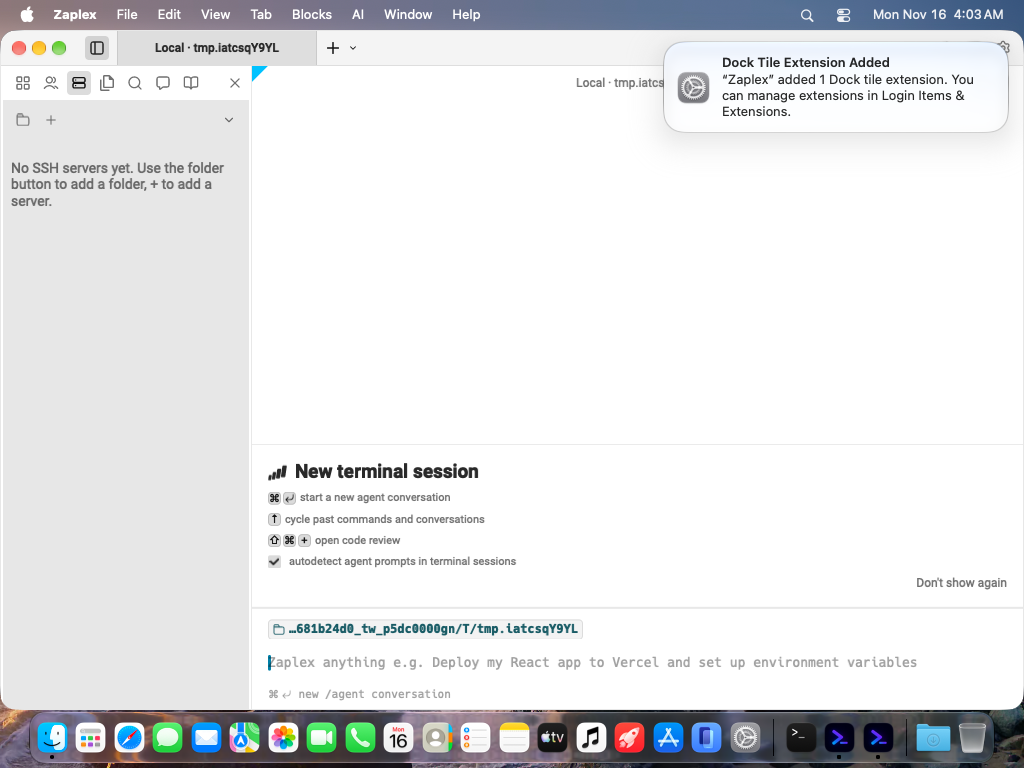 Zaplex File Edit View Tab Blocks AI Window Help Mon Nov 16 4:03 AM
Local · tmp.iatcsqY9YL
Local · tmp.iatcs
Dock Tile Extension Added
“Zaplex” added 1 Dock tile extension. You
can manage extensions in Login Items &
Extensions.
No SSH servers yet. Use the folder
button to add a folder, + to add a
server.
New terminal session
⌘ ↵ start a new agent conversation
↑ cycle past commands and conversations
⇧ ⌘ + open code review
autodetect agent prompts in terminal sessions
Don't show again
…681b24d0_tw_p5dc0000gn/T/tmp.iatcsqY9YL
Zaplex anything e.g. Deploy my React app to Vercel and set up environment variables
⌘ ↵ new /agent conversation
Mon
16
tv